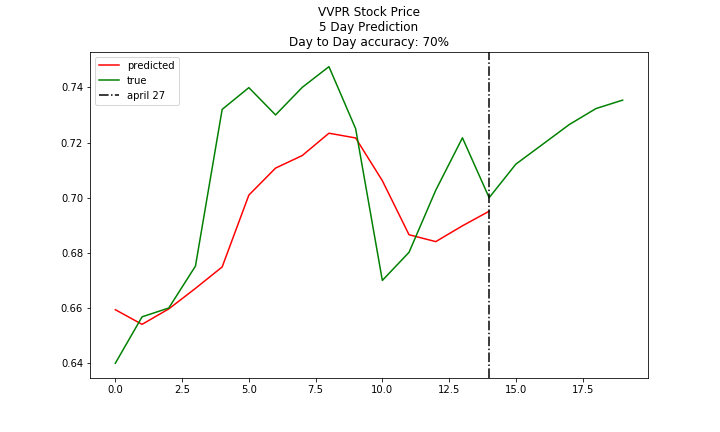 VVPR Stock Price
5 Day Prediction
Day to Day accuracy: 70%
predicted
true
april 27
0.74
0.72
0.70
0.68
0.66
0.64
0.0 2.5 5.0 7.5 10.0 12.5 15.0 17.5